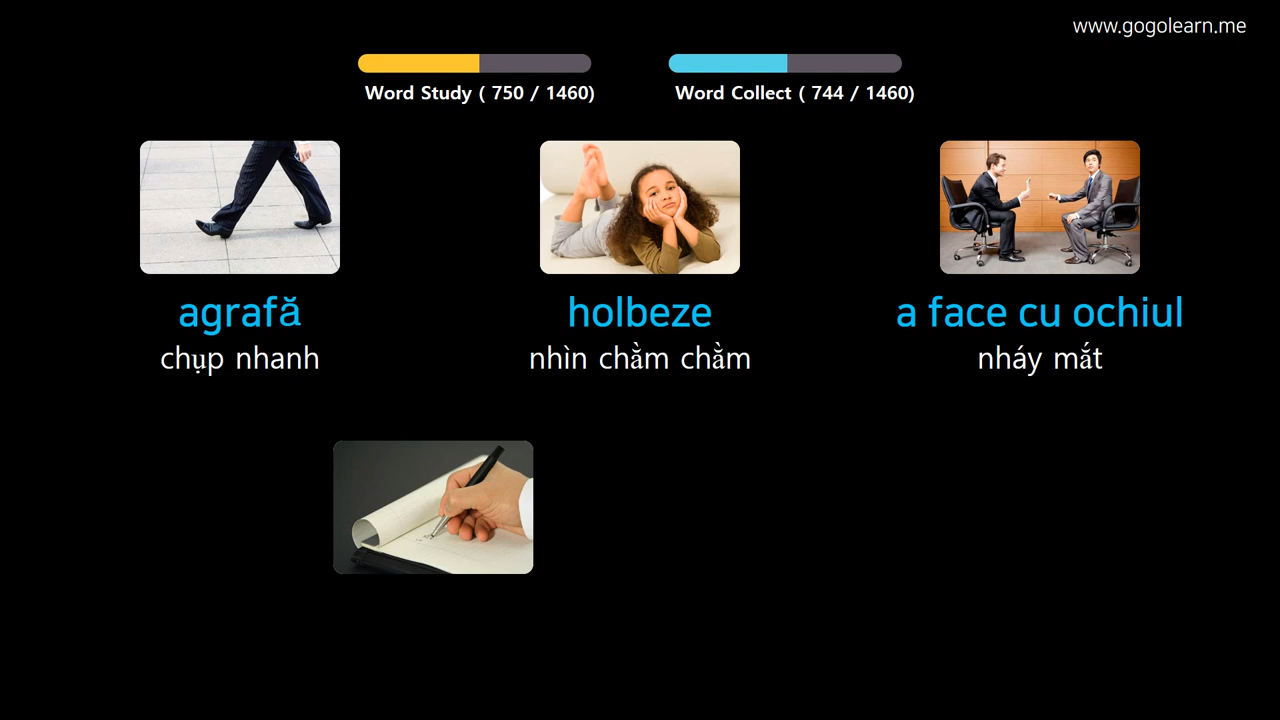 www.gogolearn.me
Word Study ( 750 / 1460)
Word Collect ( 744 / 1460)
agrafă
holbeze
a face cu ochiul
chụp nhanh
nhìn chằm chằm
nháy mắt